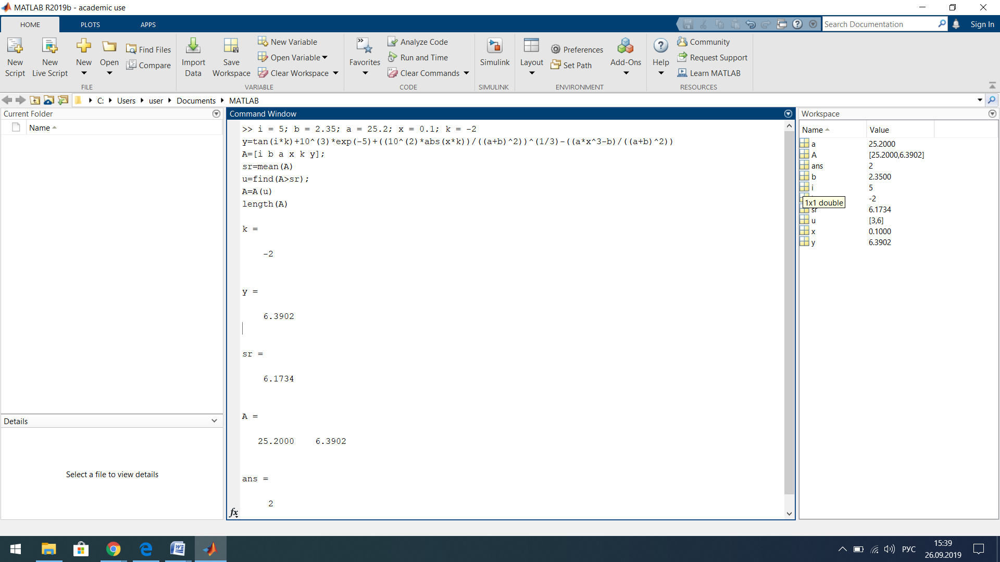 MATLAB R2019b - academic use
HOME PLOTS APPS
Search Documentation
Sign In
New Script
New Live Script
New
Open
Find Files
Compare
FILE
Import Data
Save Workspace
New Variable
Open Variable
Clear Workspace
VARIABLE
Favorites
Analyze Code
Run and Time
Clear Commands
CODE
Simulink
SIMULINK
Layout
Preferences
Set Path
Add-Ons
ENVIRONMENT
Help
Community
Request Support
Learn MATLAB
RESOURCES
C: Users user Documents MATLAB
Current Folder
Name
Details
Select a file to view details
Command Window
>> i = 5; b = 2.35; a = 25.2; x = 0.1; k = -2
y=tan(i*k)+10^(3)*exp(-5)+((10^(2)*abs(x*k))/((a+b)^2))^(1/3)-((a*x^3-b)/((a+b)^2))
A=[i b a x k y];
sr=mean(A)
u=find(A>sr);
A=A(u)
length(A)
k =
-2
y =
6.3902
sr =
6.1734
A =
25.2000 6.3902
ans =
2
fx
Workspace
Name Value
a 25.2000
A [25.2000,6.3902]
ans 2
b 2.3500
i 5
-2
1x1 double
sr 6.1734
u [3,6]
x 0.1000
y 6.3902
РУС
15:39
26.09.2019